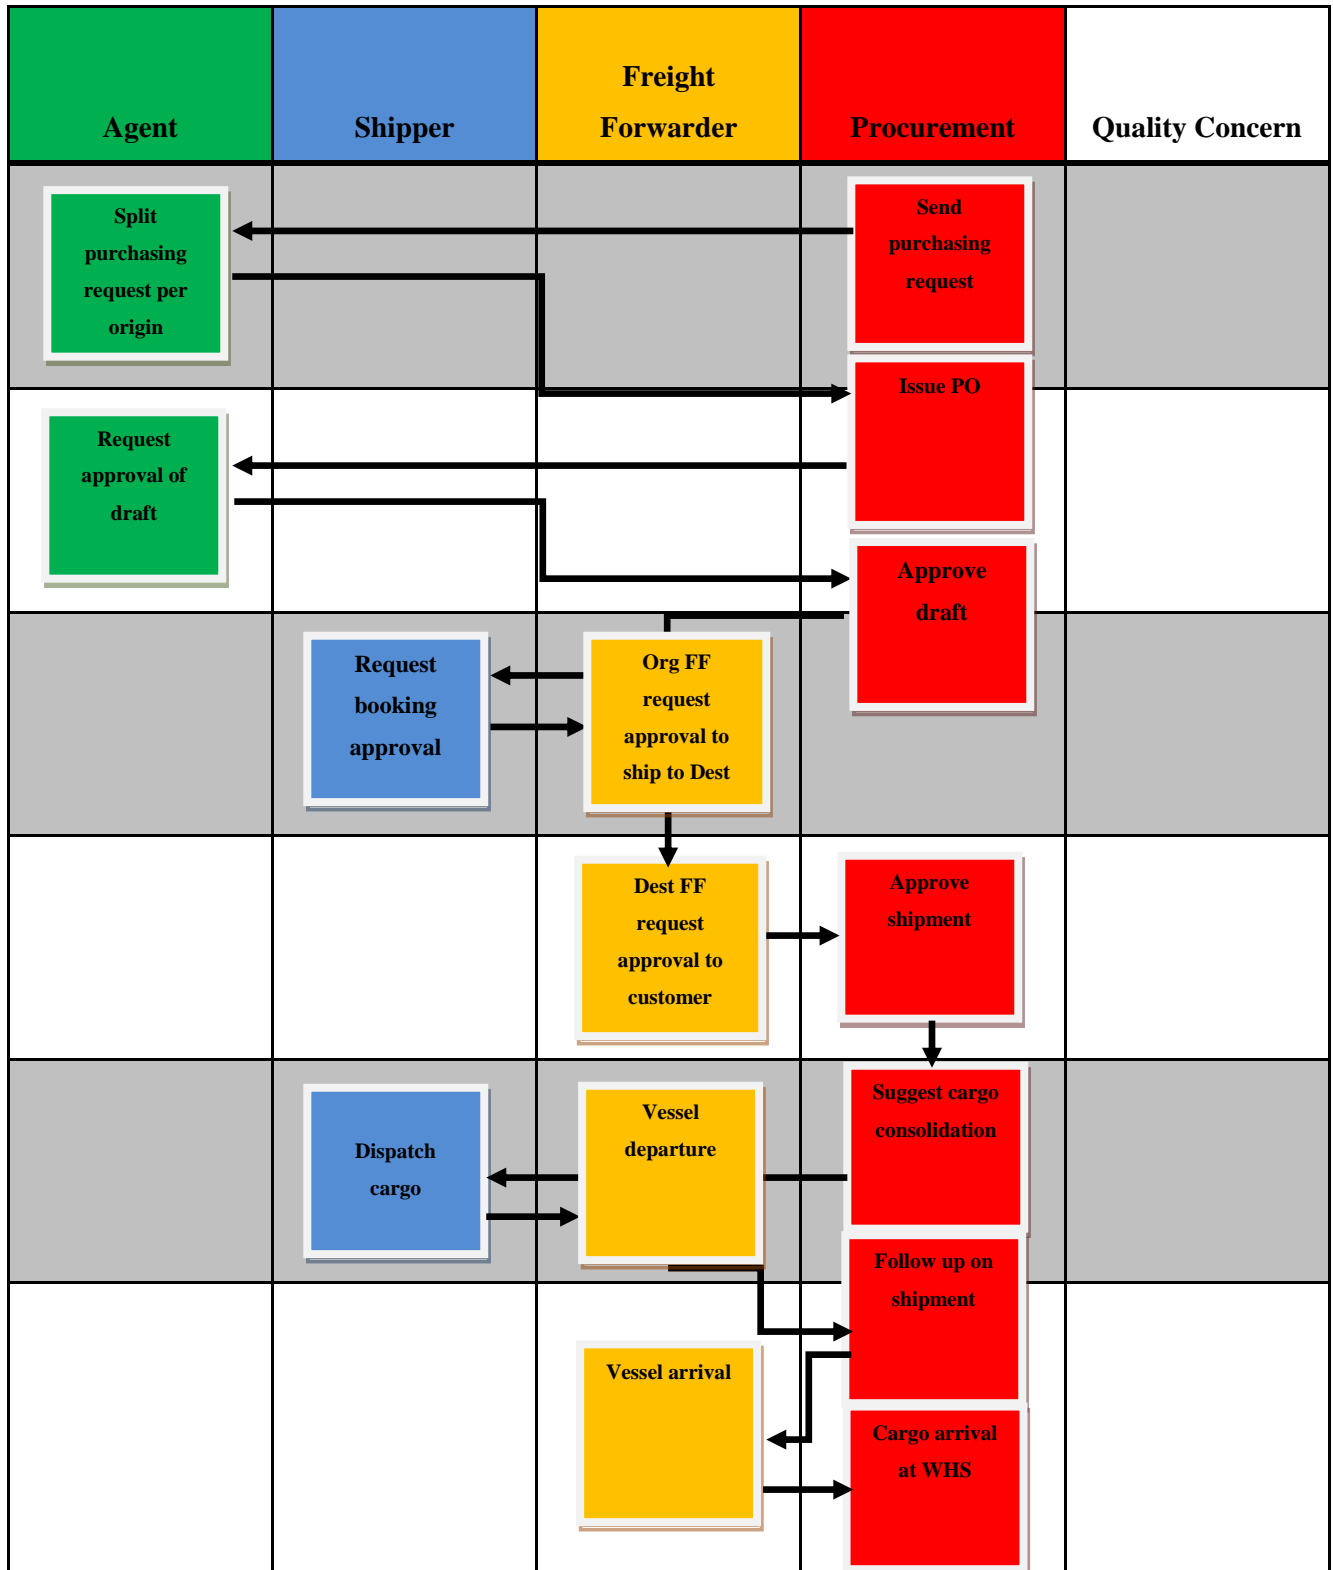 Agent
Shipper
Freight
Forwarder
Procurement
Quality Concern
Split
purchasing
request per
origin
Send
purchasing
request
Issue PO
Request
approval of
draft
Approve
draft
Request
booking
approval
Org FF
request
approval to
ship to Dest
Dest FF
request
approval to
customer
Approve
shipment
Suggest cargo
consolidation
Dispatch
cargo
Vessel
departure
Follow up on
shipment
Vessel arrival
Cargo arrival
at WHS